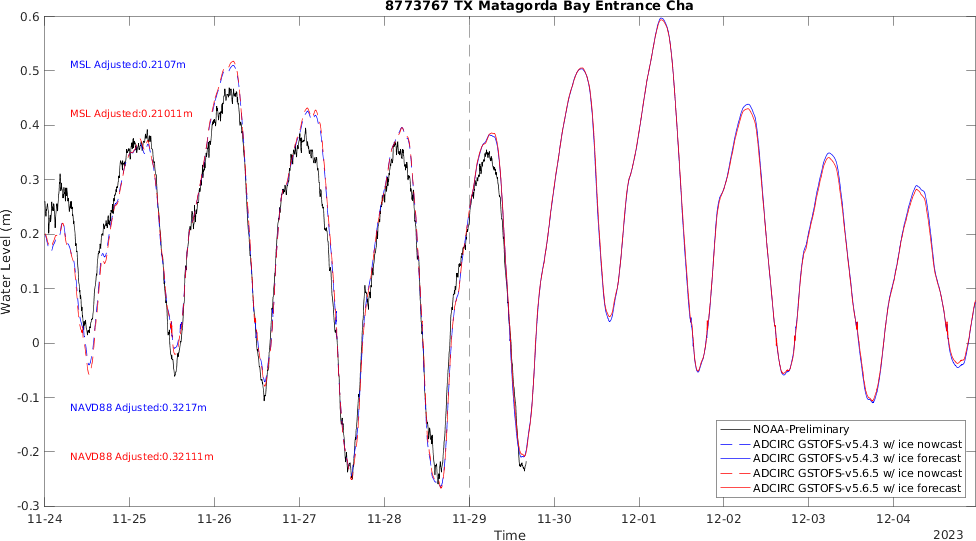 8773767 TX Matagorda Bay Entrance Cha
0.6
0.5
0.4
0.3
0.2
0.1
0
-0.1
-0.2
-0.3
Water Level (m)
MSL Adjusted:0.2107m
MSL Adjusted:0.21011m
NAVD88 Adjusted:0.3217m
NAVD88 Adjusted:0.32111m
NOAA-Preliminary
ADCIRC GSTOFS-v5.4.3 w/ ice nowcast
ADCIRC GSTOFS-v5.4.3 w/ ice forecast
ADCIRC GSTOFS-v5.6.5 w/ ice nowcast
ADCIRC GSTOFS-v5.6.5 w/ ice forecast
11-24 11-25 11-26 11-27 11-28 11-29 11-30 12-01 12-02 12-03 12-04
Time
2023